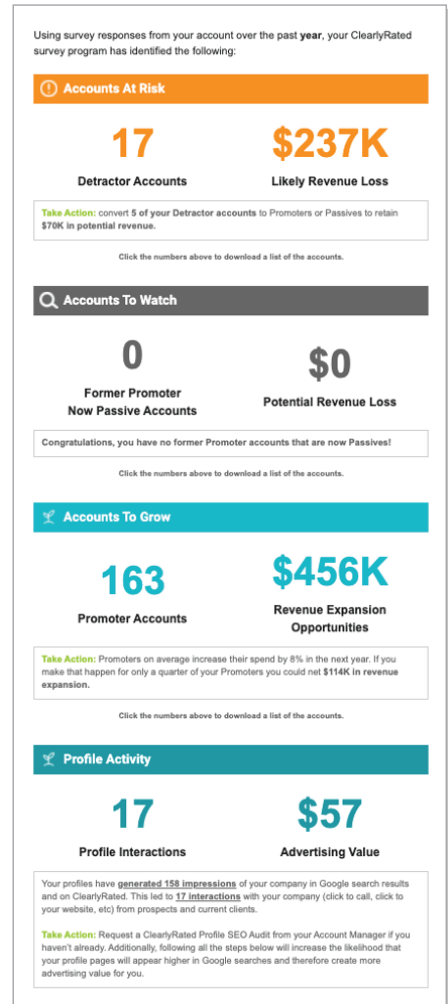 Using survey responses from your account over the past year, your ClearlyRated
survey program has identified the following:
Accounts At Risk
17
$237K
Detractor Accounts
Likely Revenue Loss
Take Action: convert 5 of your Detractor accounts to Promoters or Passives to retain
$70K in potential revenue.
Click the numbers above to download a list of the accounts.
Accounts To Watch
0
$0
Former Promoter
Now Passive Accounts
Potential Revenue Loss
Congratulations, you have no former Promoter accounts that are now Passives!
Click the numbers above to download a list of the accounts.
Accounts To Grow
163
$456K
Promoter Accounts
Revenue Expansion
Opportunities
Take Action: Promoters on average increase their spend by 8% in the next year. If you
make that happen for only a quarter of your Promoters you could net $114K in revenue
expansion.
Click the numbers above to download a list of the accounts.
Profile Activity
17
$57
Profile Interactions
Advertising Value
Your profiles have generated 158 impressions of your company in Google search results
and on ClearlyRated. This led to 17 interactions with your company (click to call, click to
your website, etc) from prospects and current clients.
Take Action: Request a ClearlyRated Profile SEO Audit from your Account Manager if you
haven't already. Additionally, following all the steps below will increase the likelihood that
your profile pages will appear higher in Google searches and therefore create more
advertising value for you.